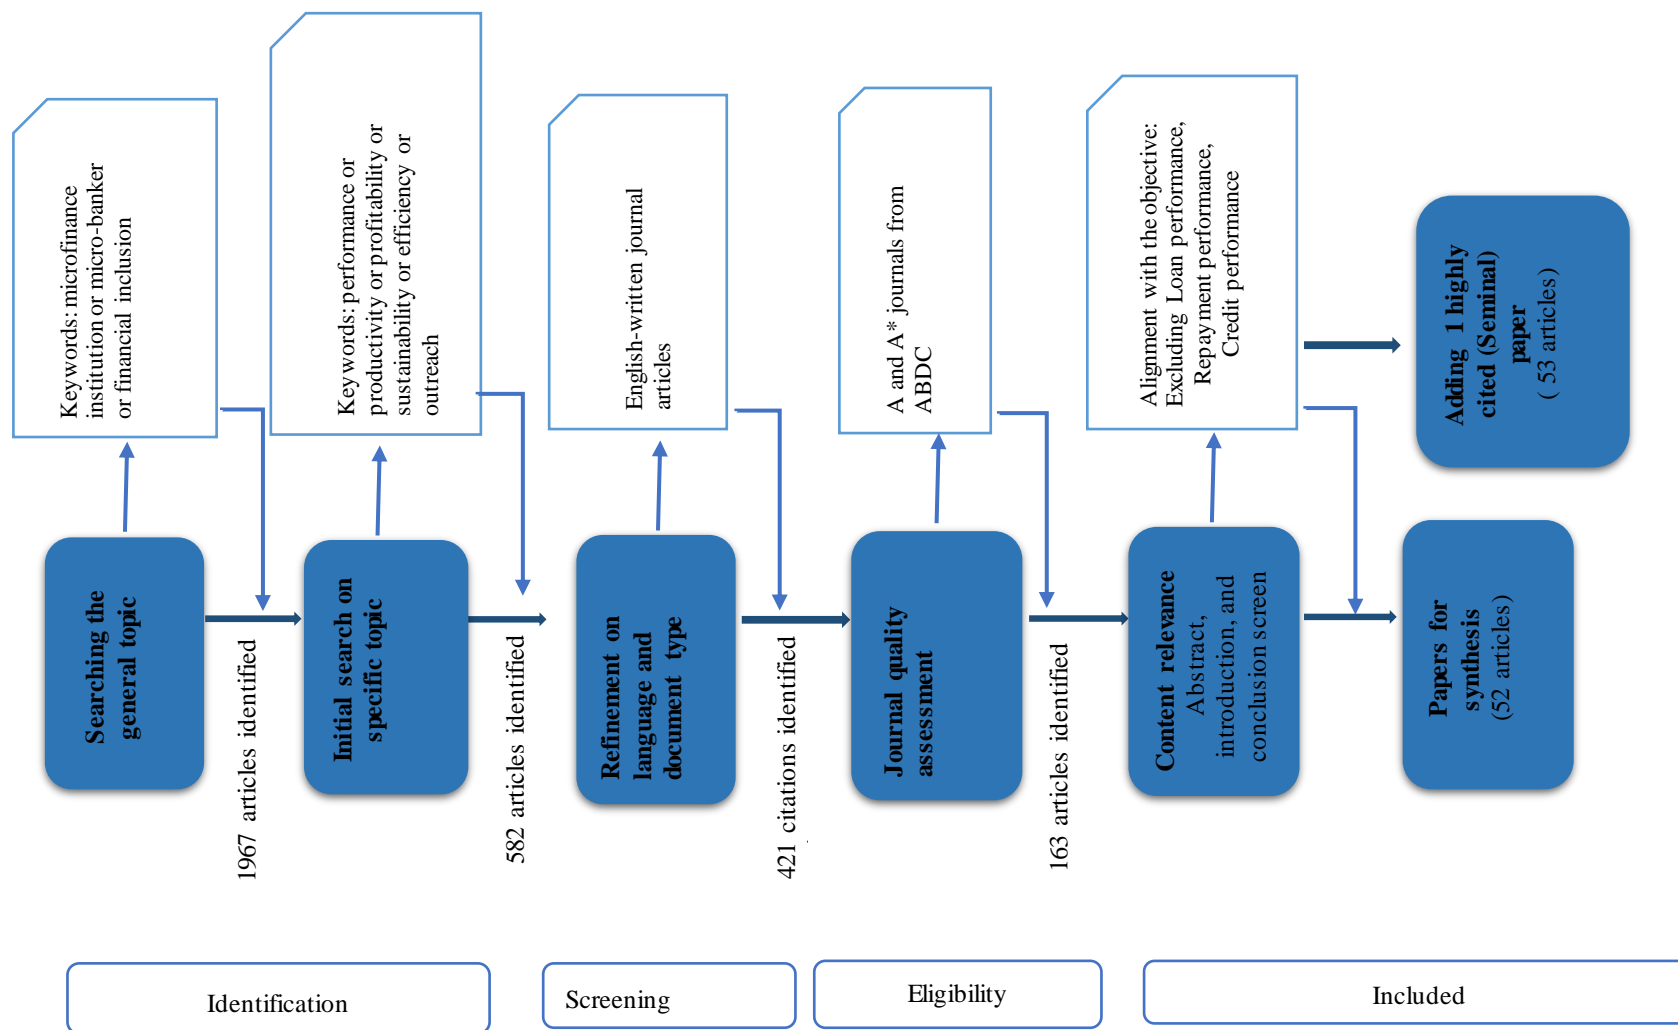 Keywords: microfinance
institution or micro-banker
or financial inclusion
Keywords: performance or
productivity or profitability or
sustainability or efficiency or
outreach
English-written journal
articles
A and A* journals from
ABDC
Alignment with the objective:
Excluding Loan performance,
Repayment performance,
Credit performance
Adding 1 highly
cited (Seminal)
paper
( 53 articles)
Searching the
general topic
1967 articles identified
Initial search on
specific topic
582 articles identified
Refinement on
language and
document type
421 citations identified
Journal quality
assessment
163 articles identified
Content relevance
Abstract,
introduction, and
conclusion screen
Papers for
synthesis
(52 articles)
Identification
Screening
Eligibility
Included